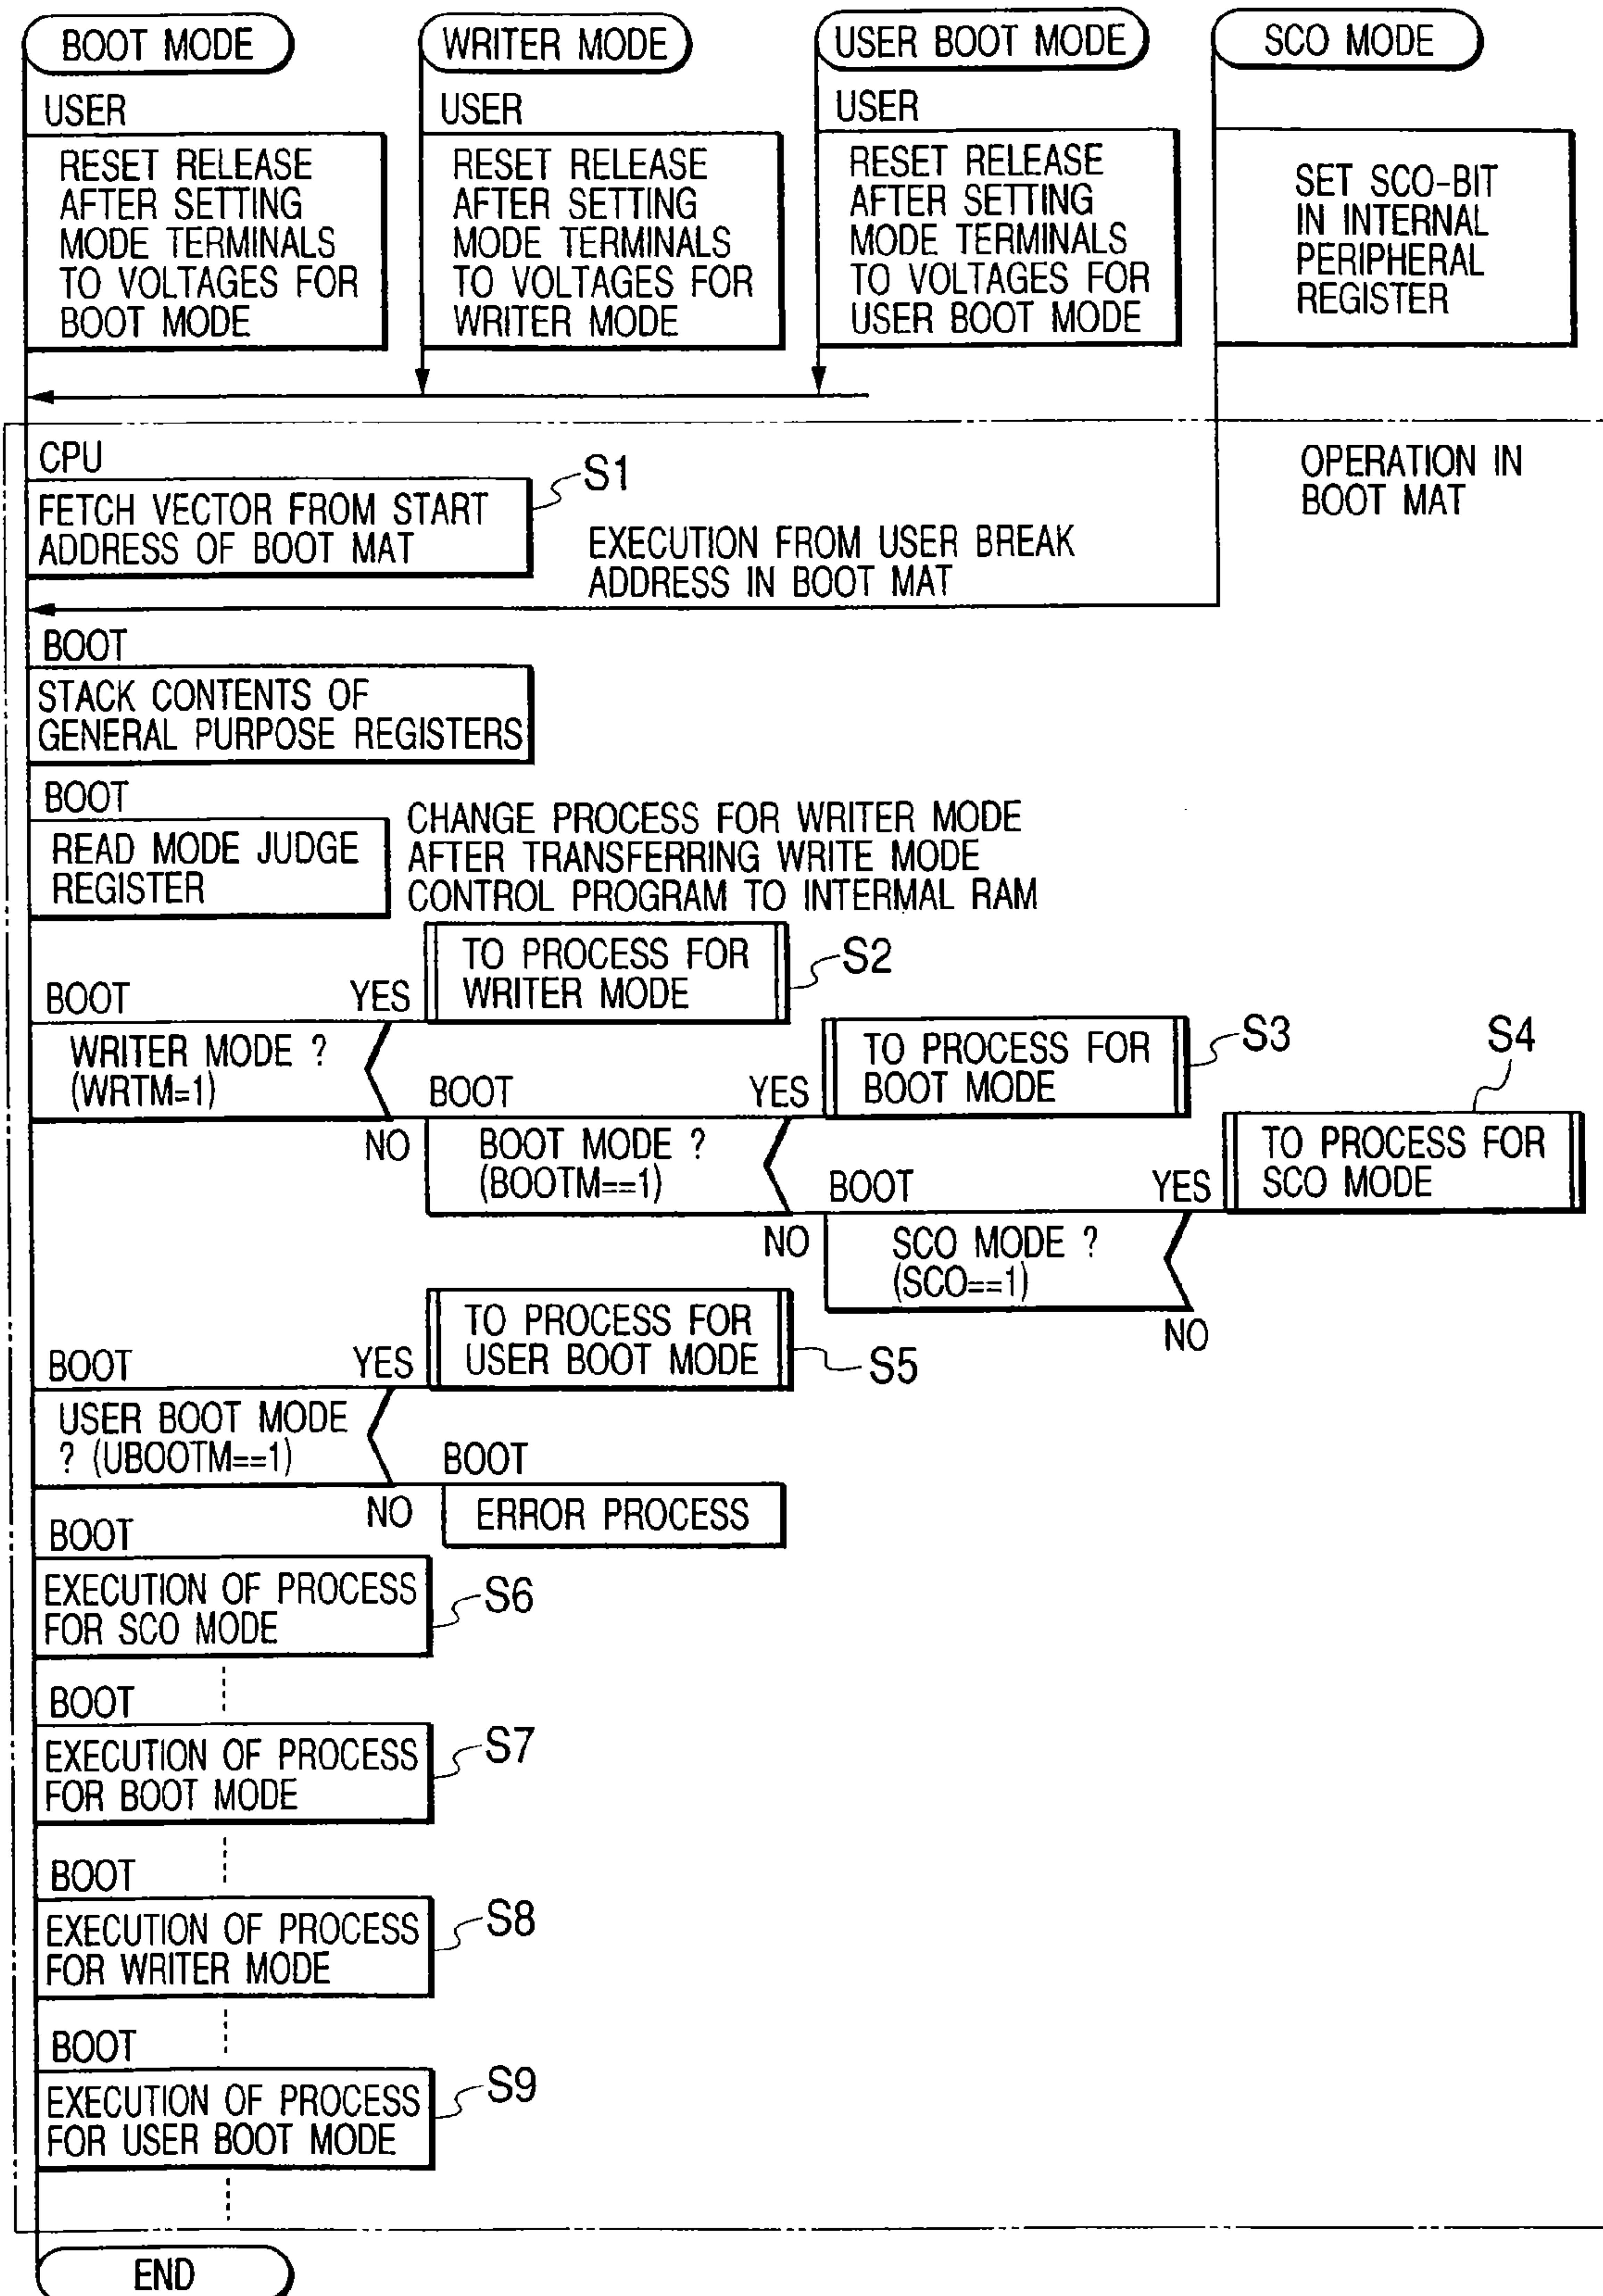 BOOT MODE
WRITER MODE
USER BOOT MODE
SCO MODE
USER
RESET RELEASE
AFTER SETTING
MODE TERMINALS
TO VOLTAGES FOR
BOOT MODE
USER
RESET RELEASE
AFTER SETTING
MODE TERMINALS
TO VOLTAGES FOR
WRITER MODE
USER
RESET RELEASE
AFTER SETTING
MODE TERMINALS
TO VOLTAGES FOR
USER BOOT MODE
SET SCO-BIT
IN INTERNAL
PERIPHERAL
REGISTER
OPERATION IN
BOOT MAT
CPU
FETCH VECTOR FROM START
ADDRESS OF BOOT MAT
S1
EXECUTION FROM USER BREAK
ADDRESS IN BOOT MAT
BOOT
STACK CONTENTS OF
GENERAL PURPOSE REGISTERS
BOOT
READ MODE JUDGE
REGISTER
CHANGE PROCESS FOR WRITER MODE
AFTER TRANSFERRING WRITE MODE
CONTROL PROGRAM TO INTERMAL RAM
BOOT
YES
TO PROCESS FOR
WRITER MODE
S2
WRITER MODE ?
(WRTM=1)
NO
BOOT
YES
TO PROCESS FOR
BOOT MODE
S3
BOOT MODE ?
(BOOTM==1)
NO
BOOT
YES
TO PROCESS FOR
SCO MODE
S4
SCO MODE ?
(SCO==1)
NO
BOOT
YES
TO PROCESS FOR
USER BOOT MODE
S5
USER BOOT MODE
? (UBOOTM==1)
NO
BOOT
ERROR PROCESS
BOOT
EXECUTION OF PROCESS
FOR SCO MODE
S6
BOOT
EXECUTION OF PROCESS
FOR BOOT MODE
S7
BOOT
EXECUTION OF PROCESS
FOR WRITER MODE
S8
BOOT
EXECUTION OF PROCESS
FOR USER BOOT MODE
S9
END